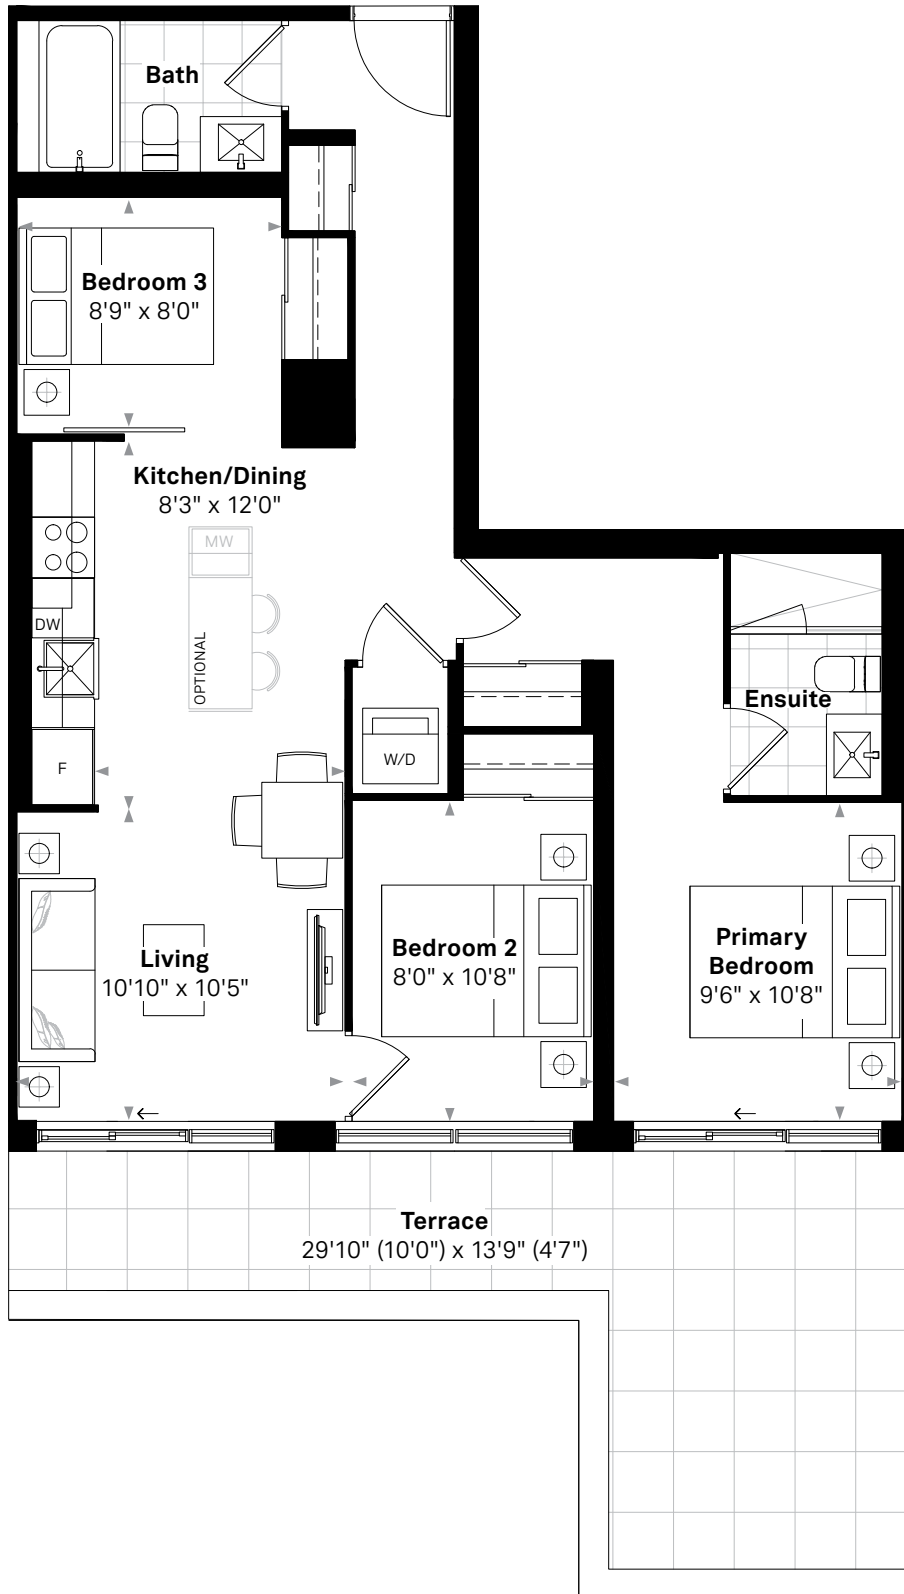 Bath
Bedroom 3
8'9" x 8'0"
Kitchen/Dining
8'3" x 12'0"
MW
OPTIONAL
DW
F
W/D
Ensuite
Living
10'10" x 10'5"
Bedroom 2
8'0" x 10'8"
Primary
Bedroom
9'6" x 10'8"
Terrace
29'10" (10'0") x 13'9" (4'7")